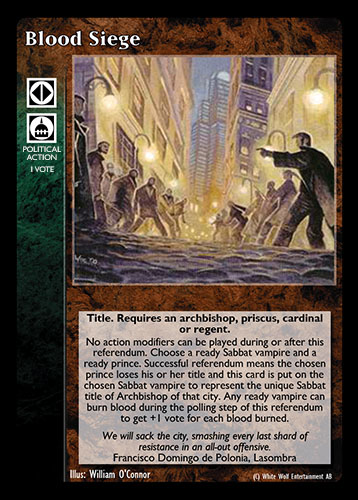 Blood Siege
POLITICAL
ACTION
1 VOTE
Title. Requires an archbishop, priscus, cardinal
or regent.
No action modifiers can be played during or after this
referendum. Choose a ready Sabbat vampire and a
ready prince. Successful referendum means the chosen
prince loses his or her title and this card is put on the
chosen Sabbat vampire to represent the unique Sabbat
title of Archbishop of that city. Any ready vampire can
burn blood during the polling step of this referendum
to get +1 vote for each blood burned.
We will sack the city, smashing every last shard of
resistance in an all-out offensive.
Francisco Domingo de Polonia, Lasombra
Illus: William O'Connor
(C) White Wolf Entertainment AB